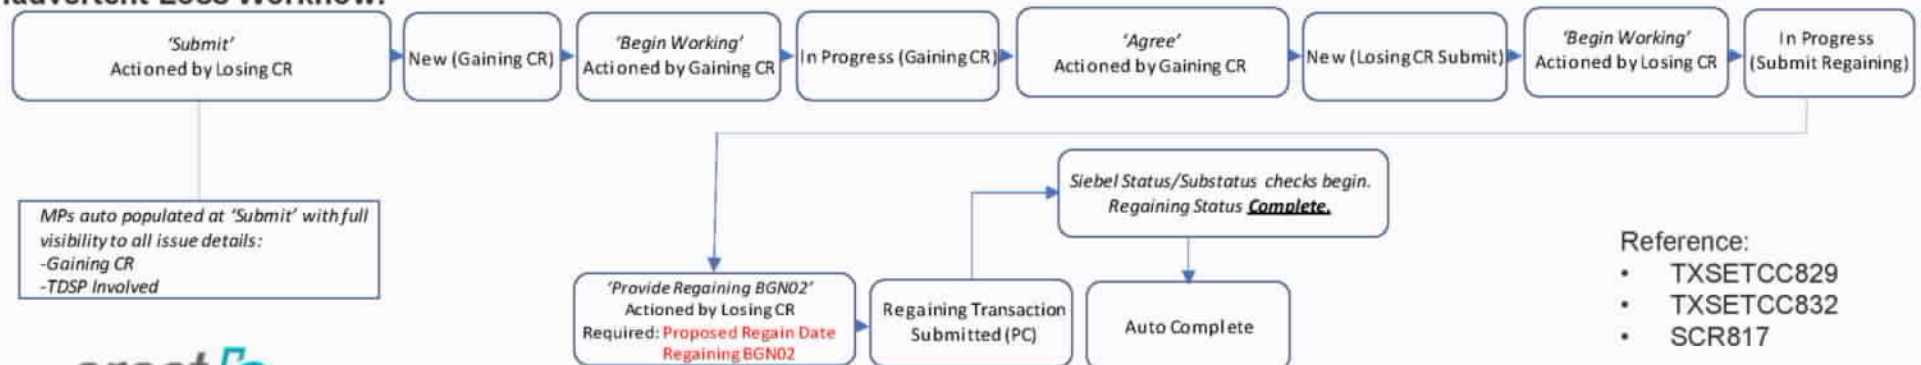 Inadvertent Loss Workflow:
'Submit'
Actioned by Losing CR
New (Gaining CR)
'Begin Working'
Actioned by Gaining CR
In Progress (Gaining CR)
'Agree'
Actioned by Gaining CR
New (Losing CR Submit)
'Begin Working'
Actioned by Losing CR
In Progress
(Submit Regaining)
MPs auto populated at 'Submit' with full
visibility to all issue details:
-Gaining CR
-TDSP Involved
'Provide Regaining BGN02'
Actioned by Losing CR
Required: Proposed Regain Date
Regaining BGN02
Regaining Transaction
Submitted (PC)
Siebel Status/Substatus checks begin.
Regaining Status Complete.
Auto Complete
Reference:
• TXSETCC829
• TXSETCC832
• SCR817